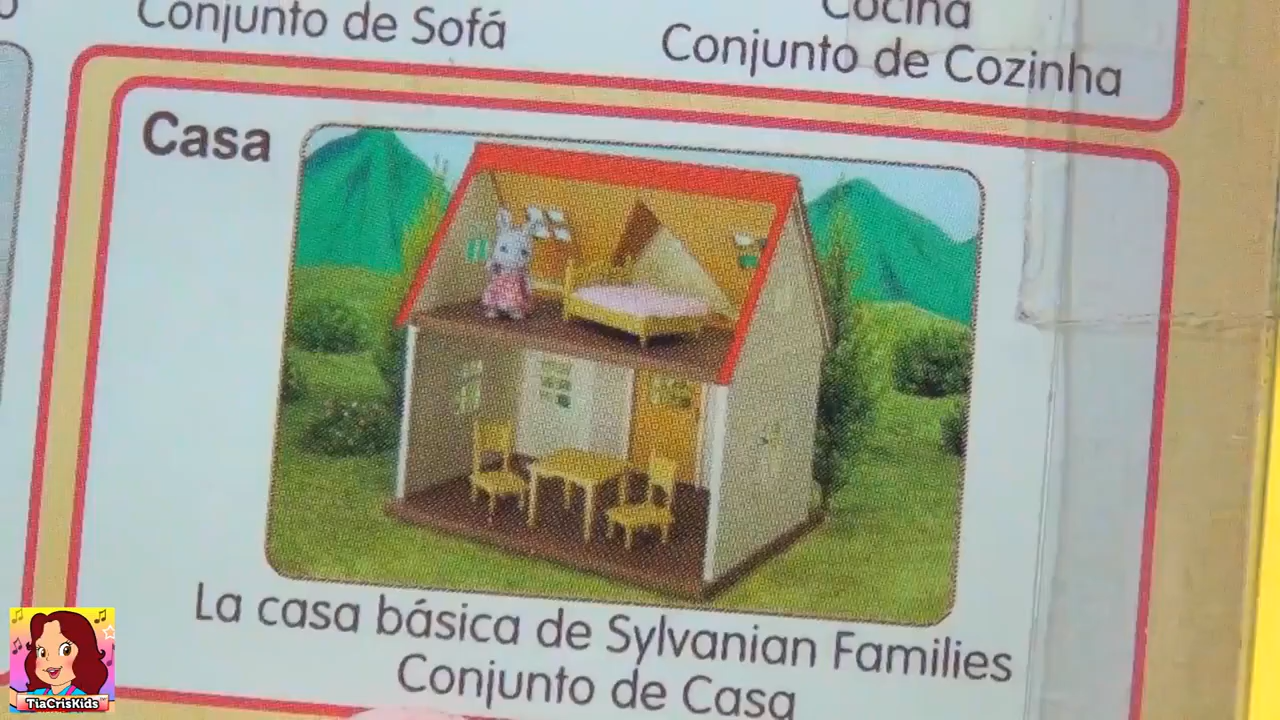 Conjunto de Sofá
Cocina
Conjunto de Cozinha
Casa
La casa básica de Sylvanian Families
Conjunto de Casa
TiaCrisKids